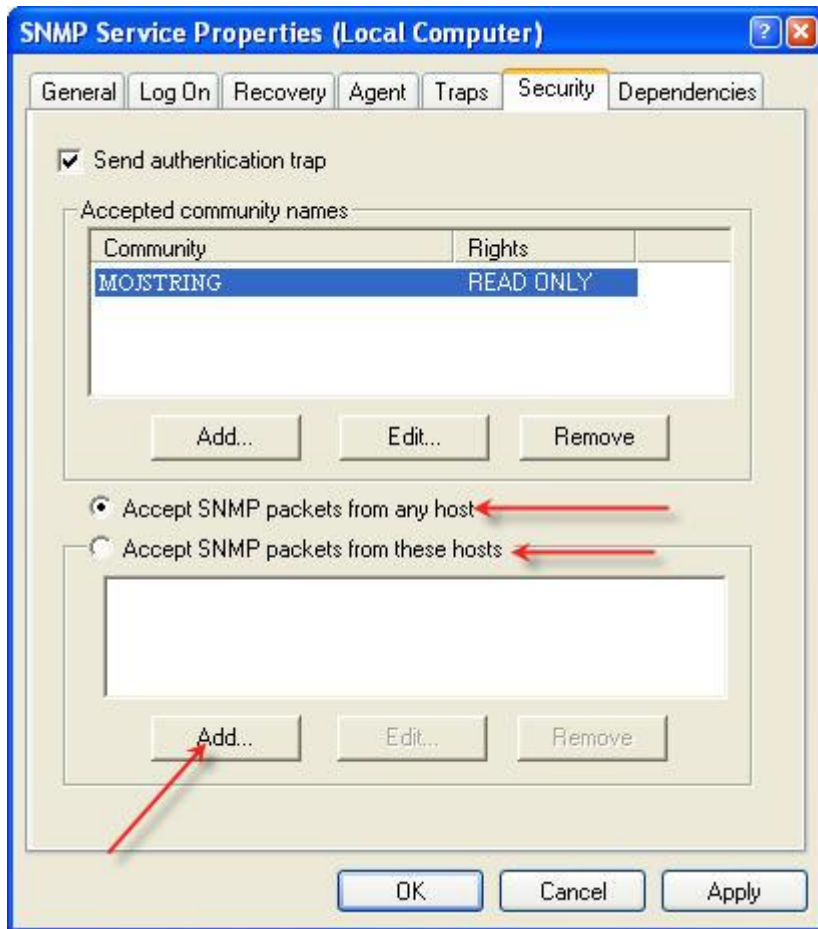 SNMP Service Properties (Local Computer)
General Log On Recovery Agent Traps Security Dependencies
Send authentication trap
Accepted community names
Community Rights
MOJSTRING READ ONLY
Add... Edit... Remove
Accept SNMP packets from any host
Accept SNMP packets from these hosts
Add... Edit... Remove
OK Cancel Apply